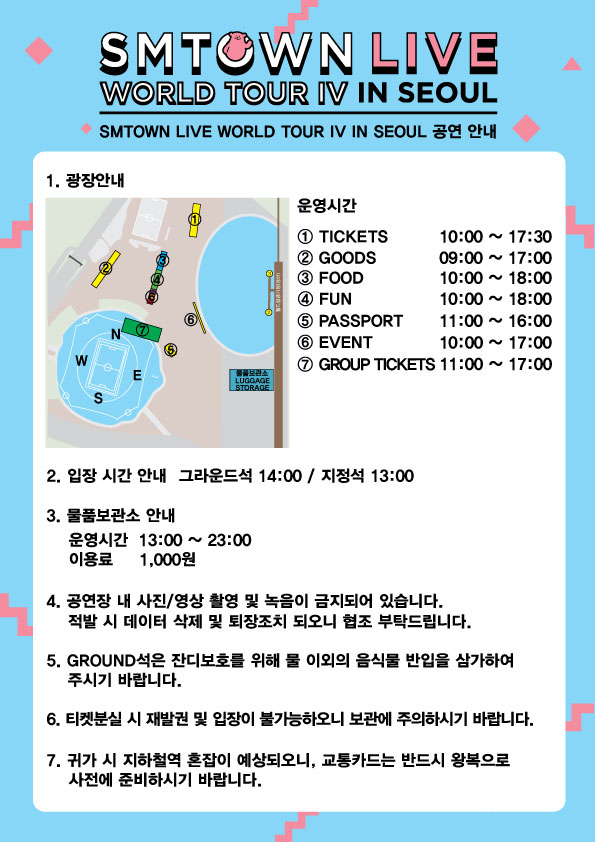 SMTOWN LIVE
WORLD TOUR IV IN SEOUL
SMTOWN LIVE WORLD TOUR IV IN SEOUL 공연 안내
1. 광장안내
운영시간
① TICKETS 10:00 ~ 17:30
② GOODS 09:00 ~ 17:00
③ FOOD 10:00 ~ 18:00
④ FUN 10:00 ~ 18:00
⑤ PASSPORT 11:00 ~ 16:00
⑥ EVENT 10:00 ~ 17:00
⑦ GROUP TICKETS 11:00 ~ 17:00
①
②
③
④
⑥
⑦
⑤
N
W
E
S
물품보관소
LUGGAGE
STORAGE
2. 입장 시간 안내 그라운드석 14:00 / 지정석 13:00
3. 물품보관소 안내
운영시간 13:00 ~ 23:00
이용료 1,000원
4. 공연장 내 사진/영상 촬영 및 녹음이 금지되어 있습니다.
적발 시 데이터 삭제 및 퇴장조치 되오니 협조 부탁드립니다.
5. GROUND석은 잔디보호를 위해 물 이외의 음식물 반입을 삼가하여
주시기 바랍니다.
6. 티켓분실 시 재발권 및 입장이 불가능하오니 보관에 주의하시기 바랍니다.
7. 귀가 시 지하철역 혼잡이 예상되오니, 교통카드는 반드시 왕복으로
사전에 준비하시기 바랍니다.